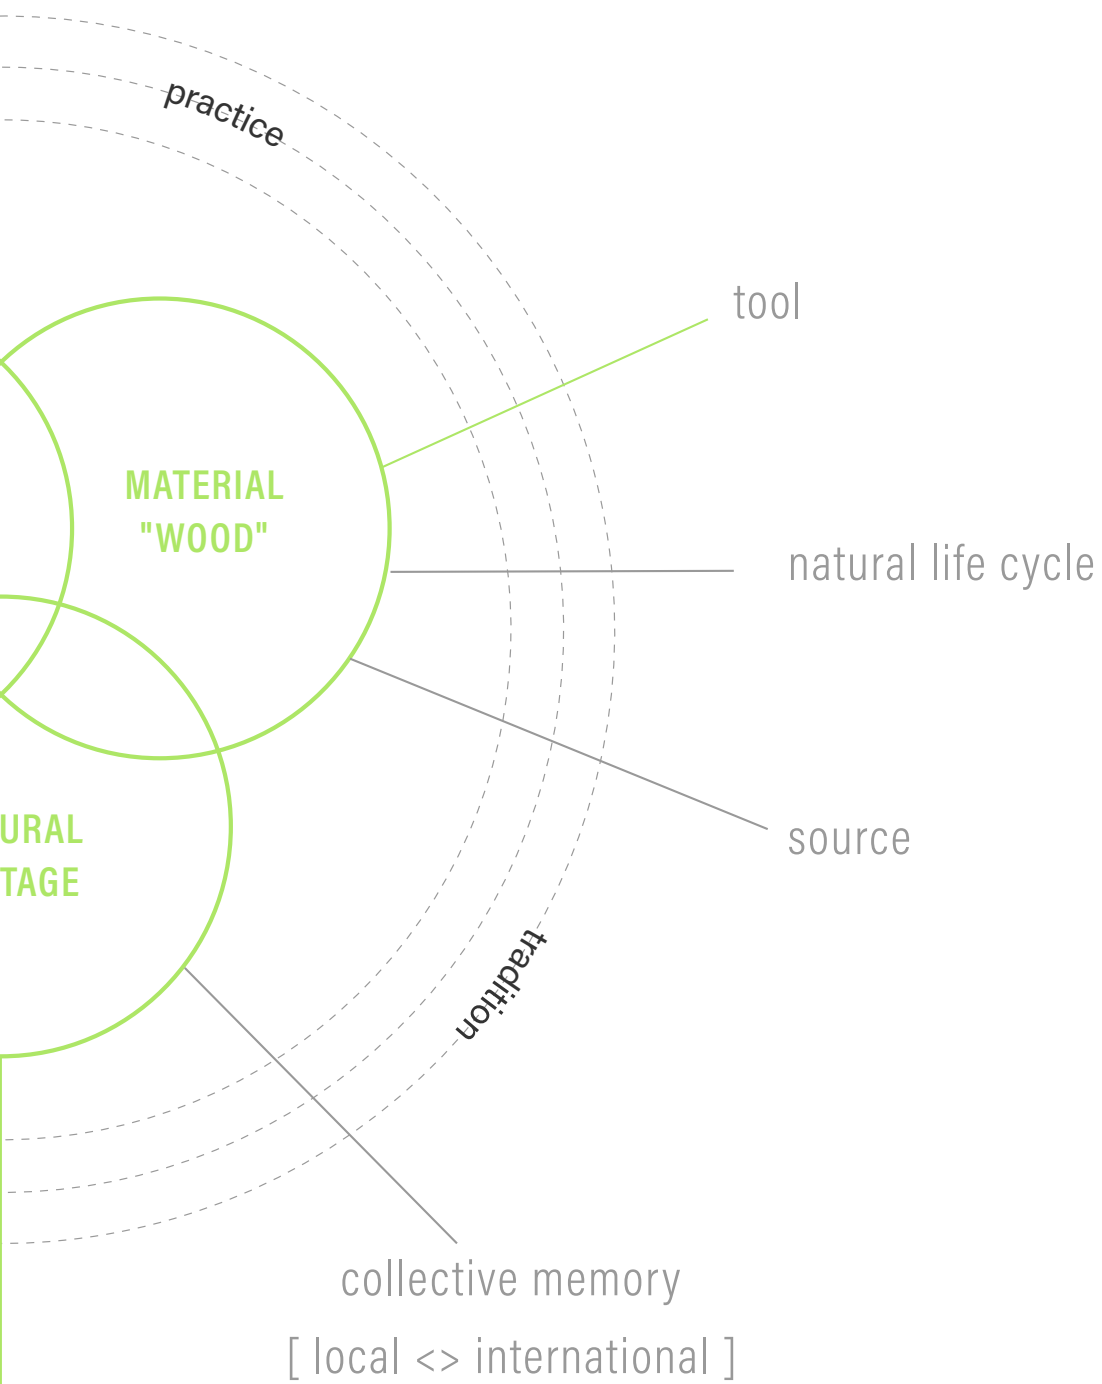 practice
tool
MATERIAL
"WOOD"
natural life cycle
source
URAL
TAGE
tradition
collective memory
[ local <> international ]